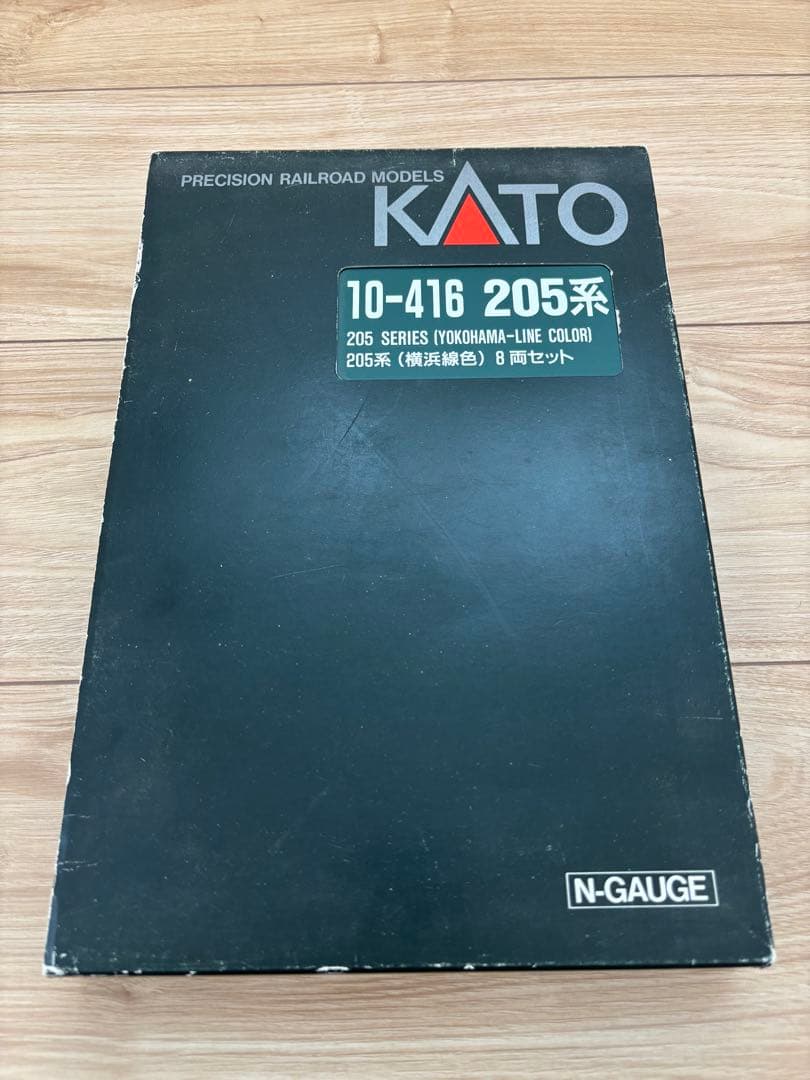 PRECISION RAILROAD MODELS
KATO
10-416 205系
205 SERIES (YOKOHAMA-LINE COLOR)
205系 (横浜線色) 8両セット
N-GAUGE